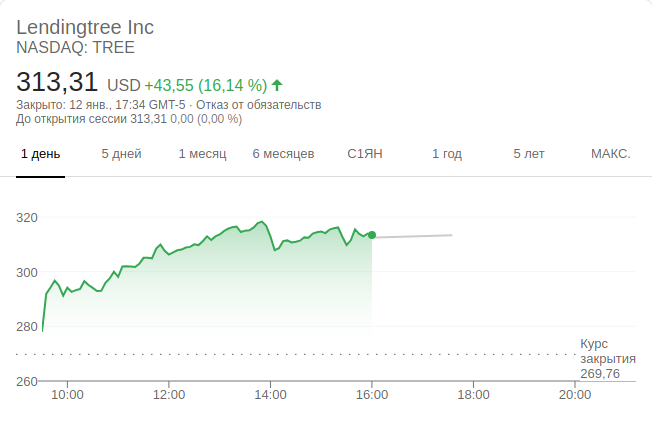 Lendingtree Inc
NASDAQ: TREE
313,31 USD +43,55 (16,14 %)
Закрыто: 12 янв., 17:34 GMT-5 · Отказ от обязательств
До открытия сессии 313,31 0,00 (0,00 %)
1 день 5 дней 1 месяц 6 месяцев С1ЯН 1 год 5 лет МАКС.
320
300
280
Курс
закрытия
269,76
260
10:00 12:00 14:00 16:00 18:00 20:00